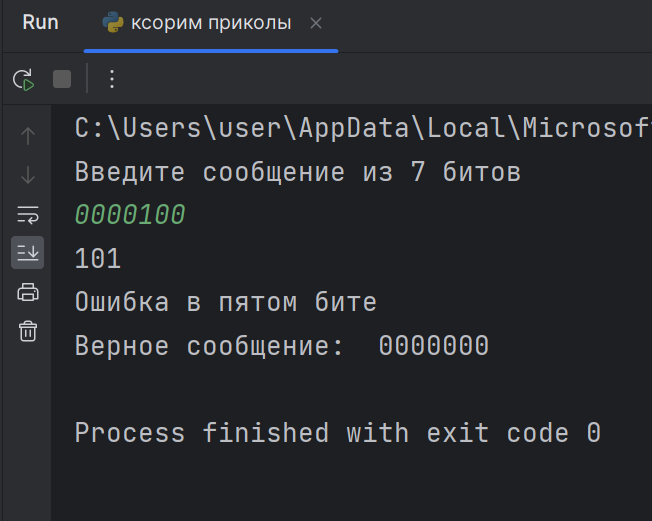 Run ксорим приколы
C:\Users\user\AppData\Local\Microsoft
Введите сообщение из 7 битов
0000100
101
Ошибка в пятом бите
Верное сообщение:  0000000
Process finished with exit code 0